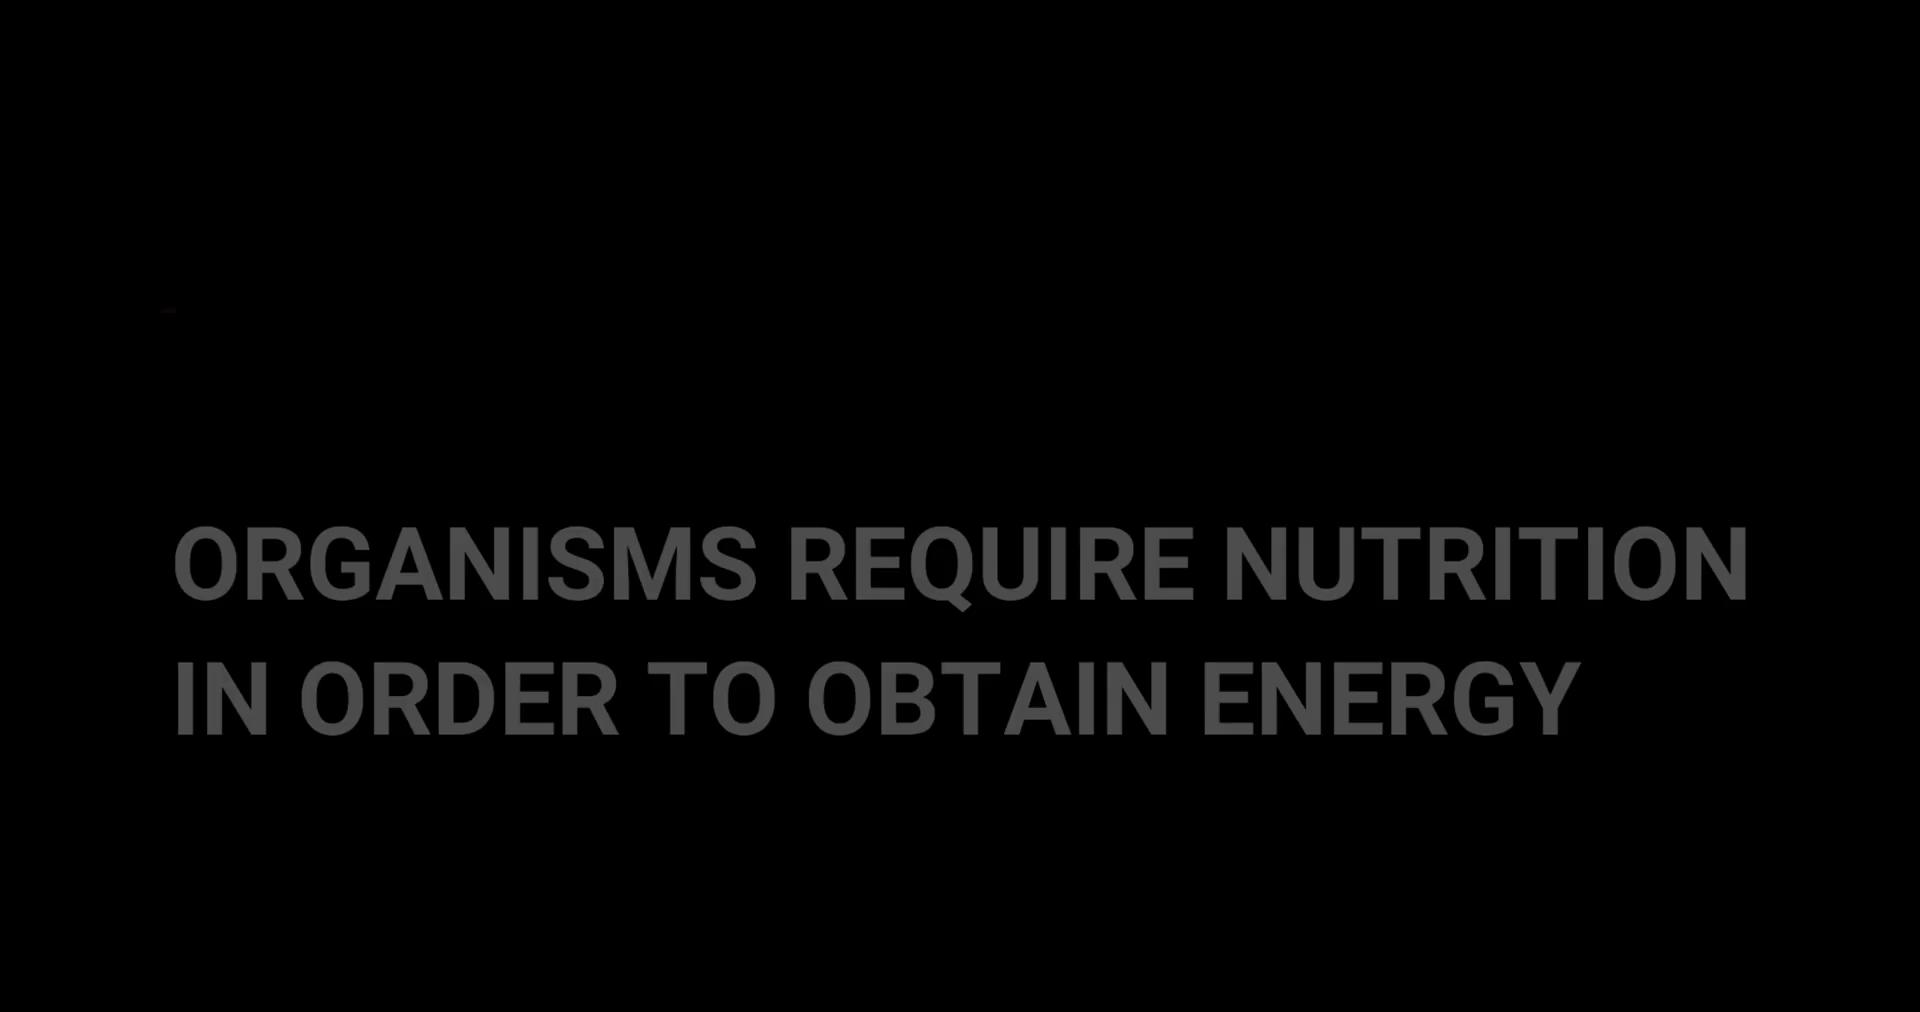 ORGANISMS REQUIRE NUTRITION
IN ORDER TO OBTAIN ENERGY